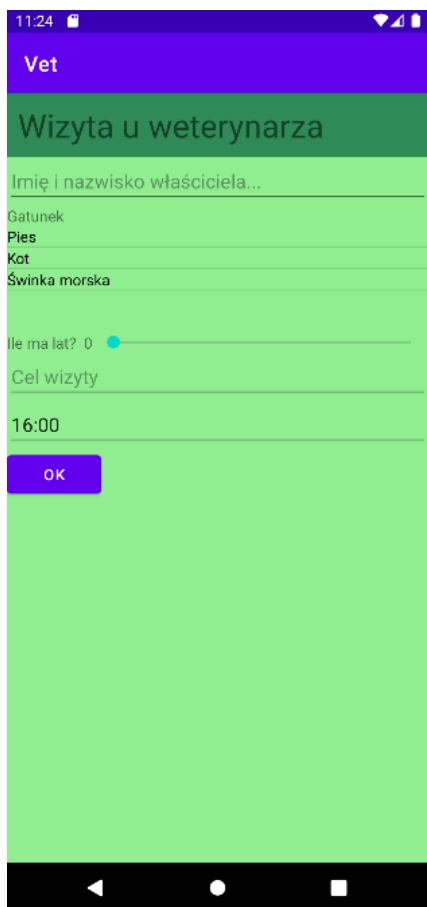 11:24
Vet
Wizyta u weterynarza
Imię i nazwisko właściciela...
Gatunek
Pies
Kot
Świnka morska
Ile ma lat? 0
Cel wizyty
16:00
OK